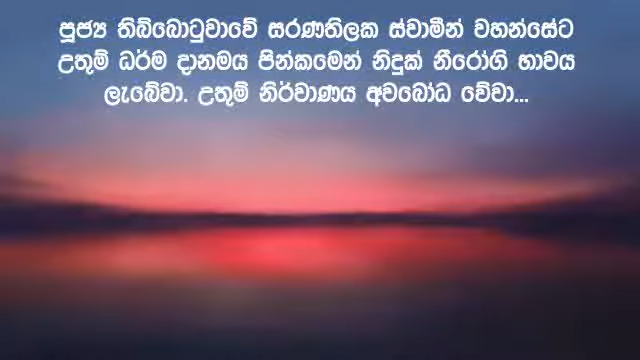 පූජ්‍ය තිබ්බොටුවාවේ සරණතිලක ස්වාමීන් වහන්සේට
උතුම් ධර්ම දානමය පින්කමෙන් නිදුක් නීරෝගි භාවය
ලැබේවා. උතුම් නිර්වාණය අවබෝධ වේවා...